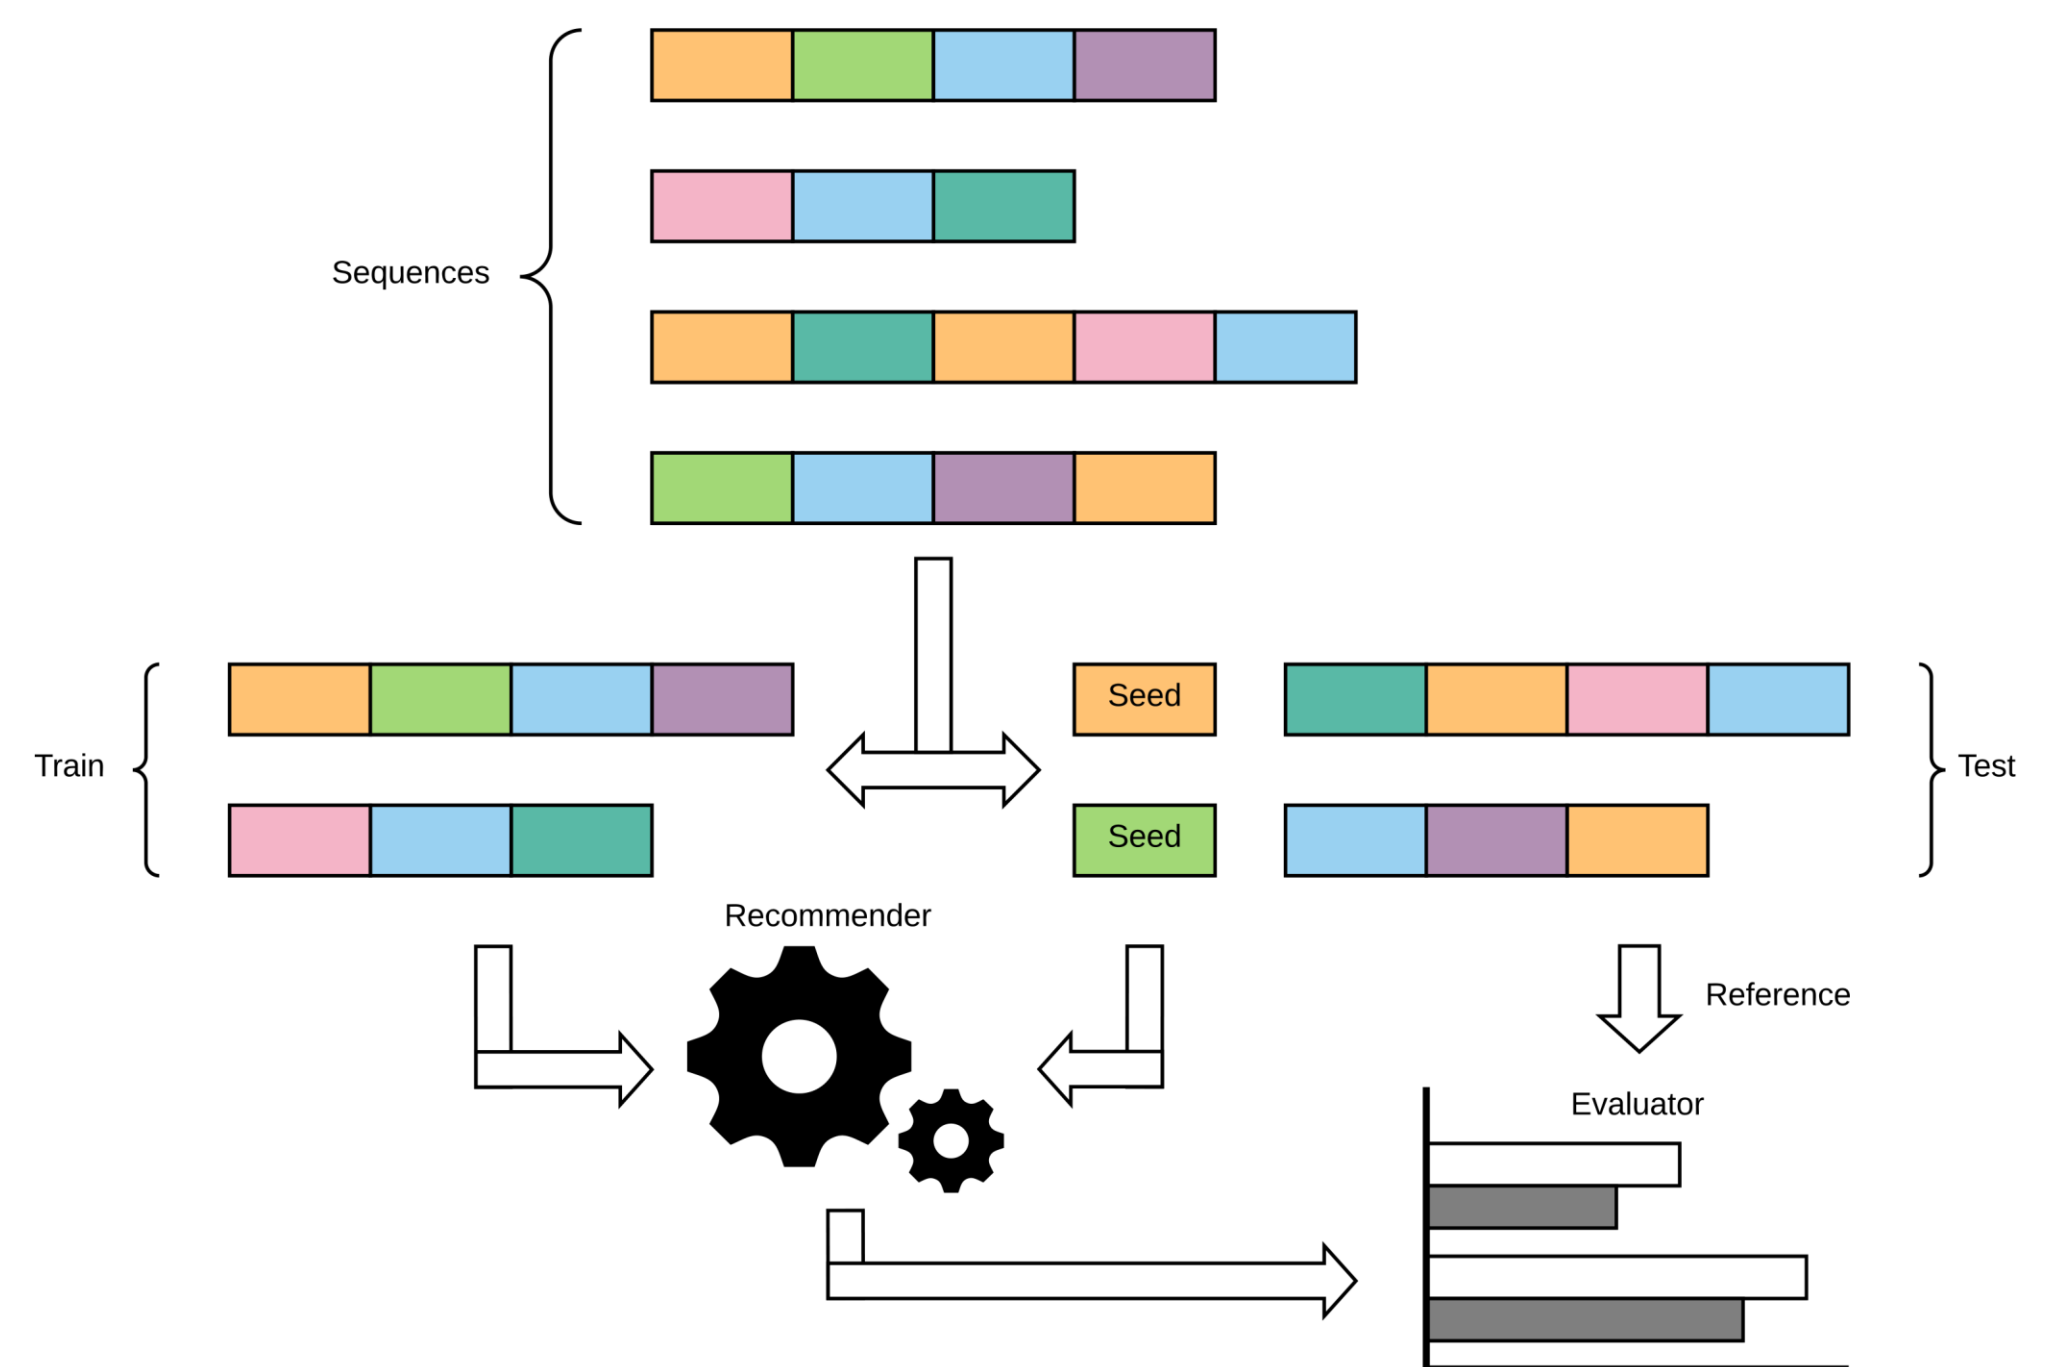 Sequences
Train
Seed
Test
Seed
Recommender
Reference
Evaluator